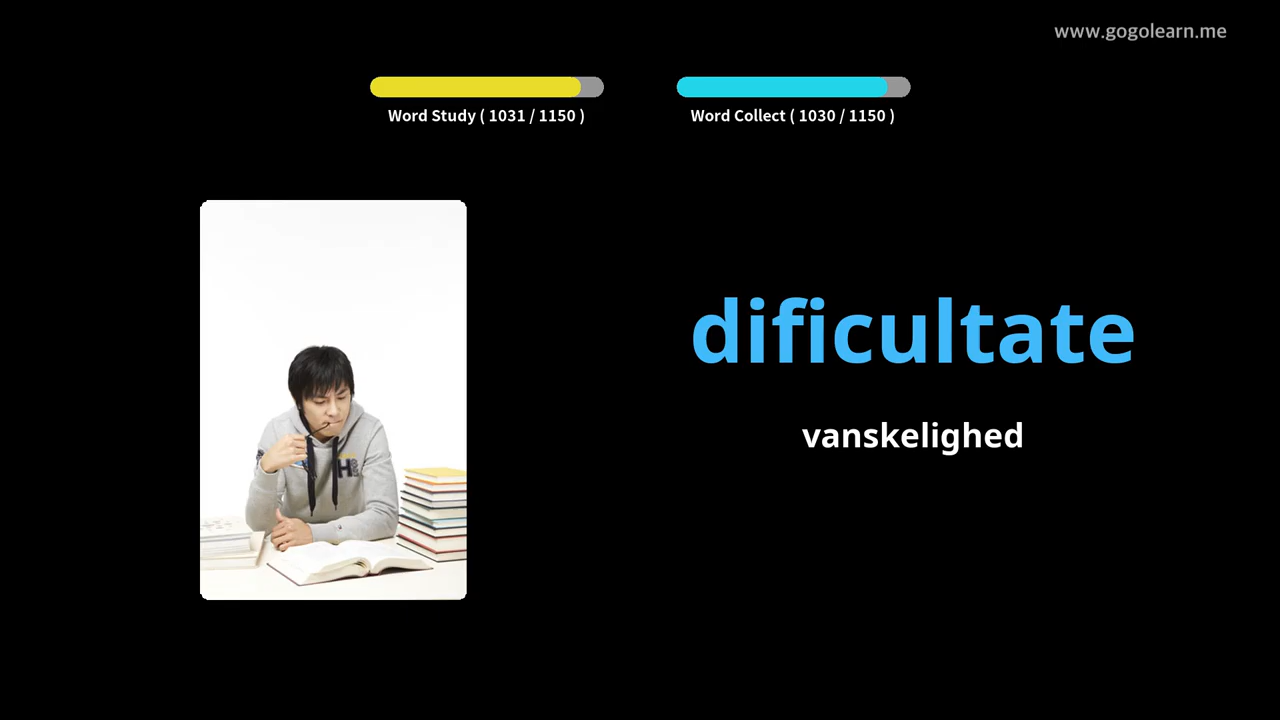 www.gogolearn.me
Word Study ( 1031 / 1150 )
Word Collect ( 1030 / 1150 )
dificultate
vanskelighed
H